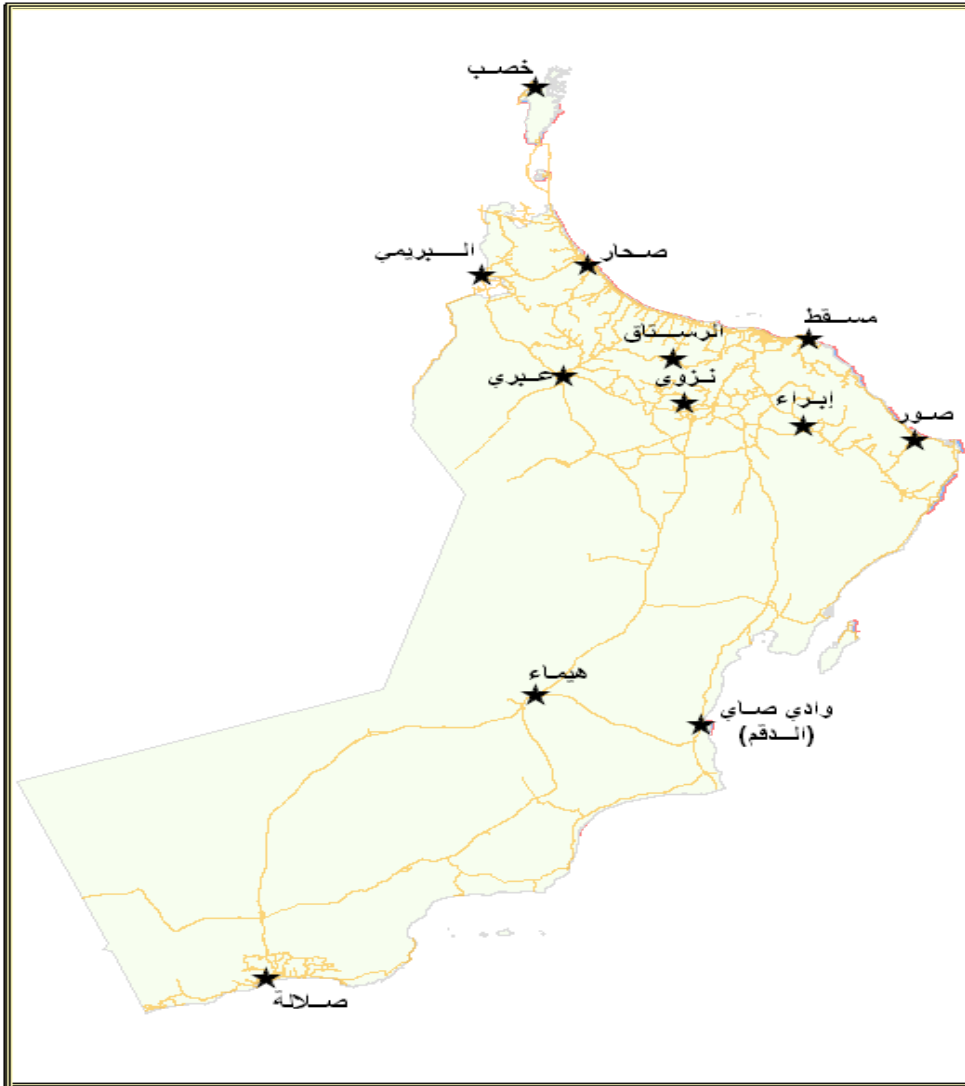 خصب
صحار
البريمي
مسقط
الرستاق
نزوى
عبري
إبراء
صور
هيماء
وادي صاي
(الدقم)
صلالة